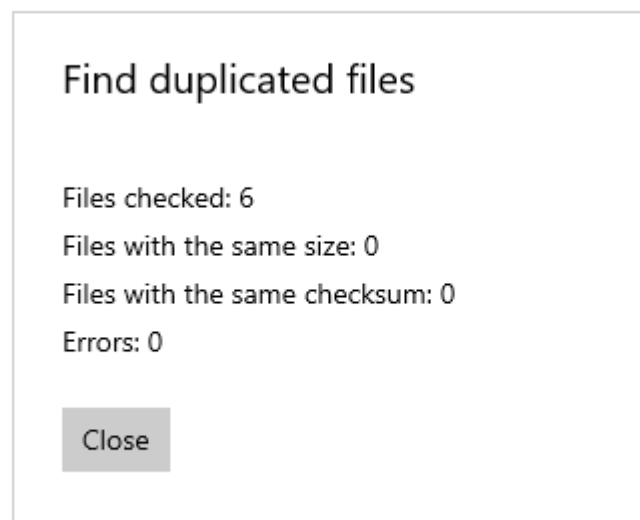 Find duplicated files
Files checked: 6
Files with the same size: 0
Files with the same checksum: 0
Errors: 0
Close